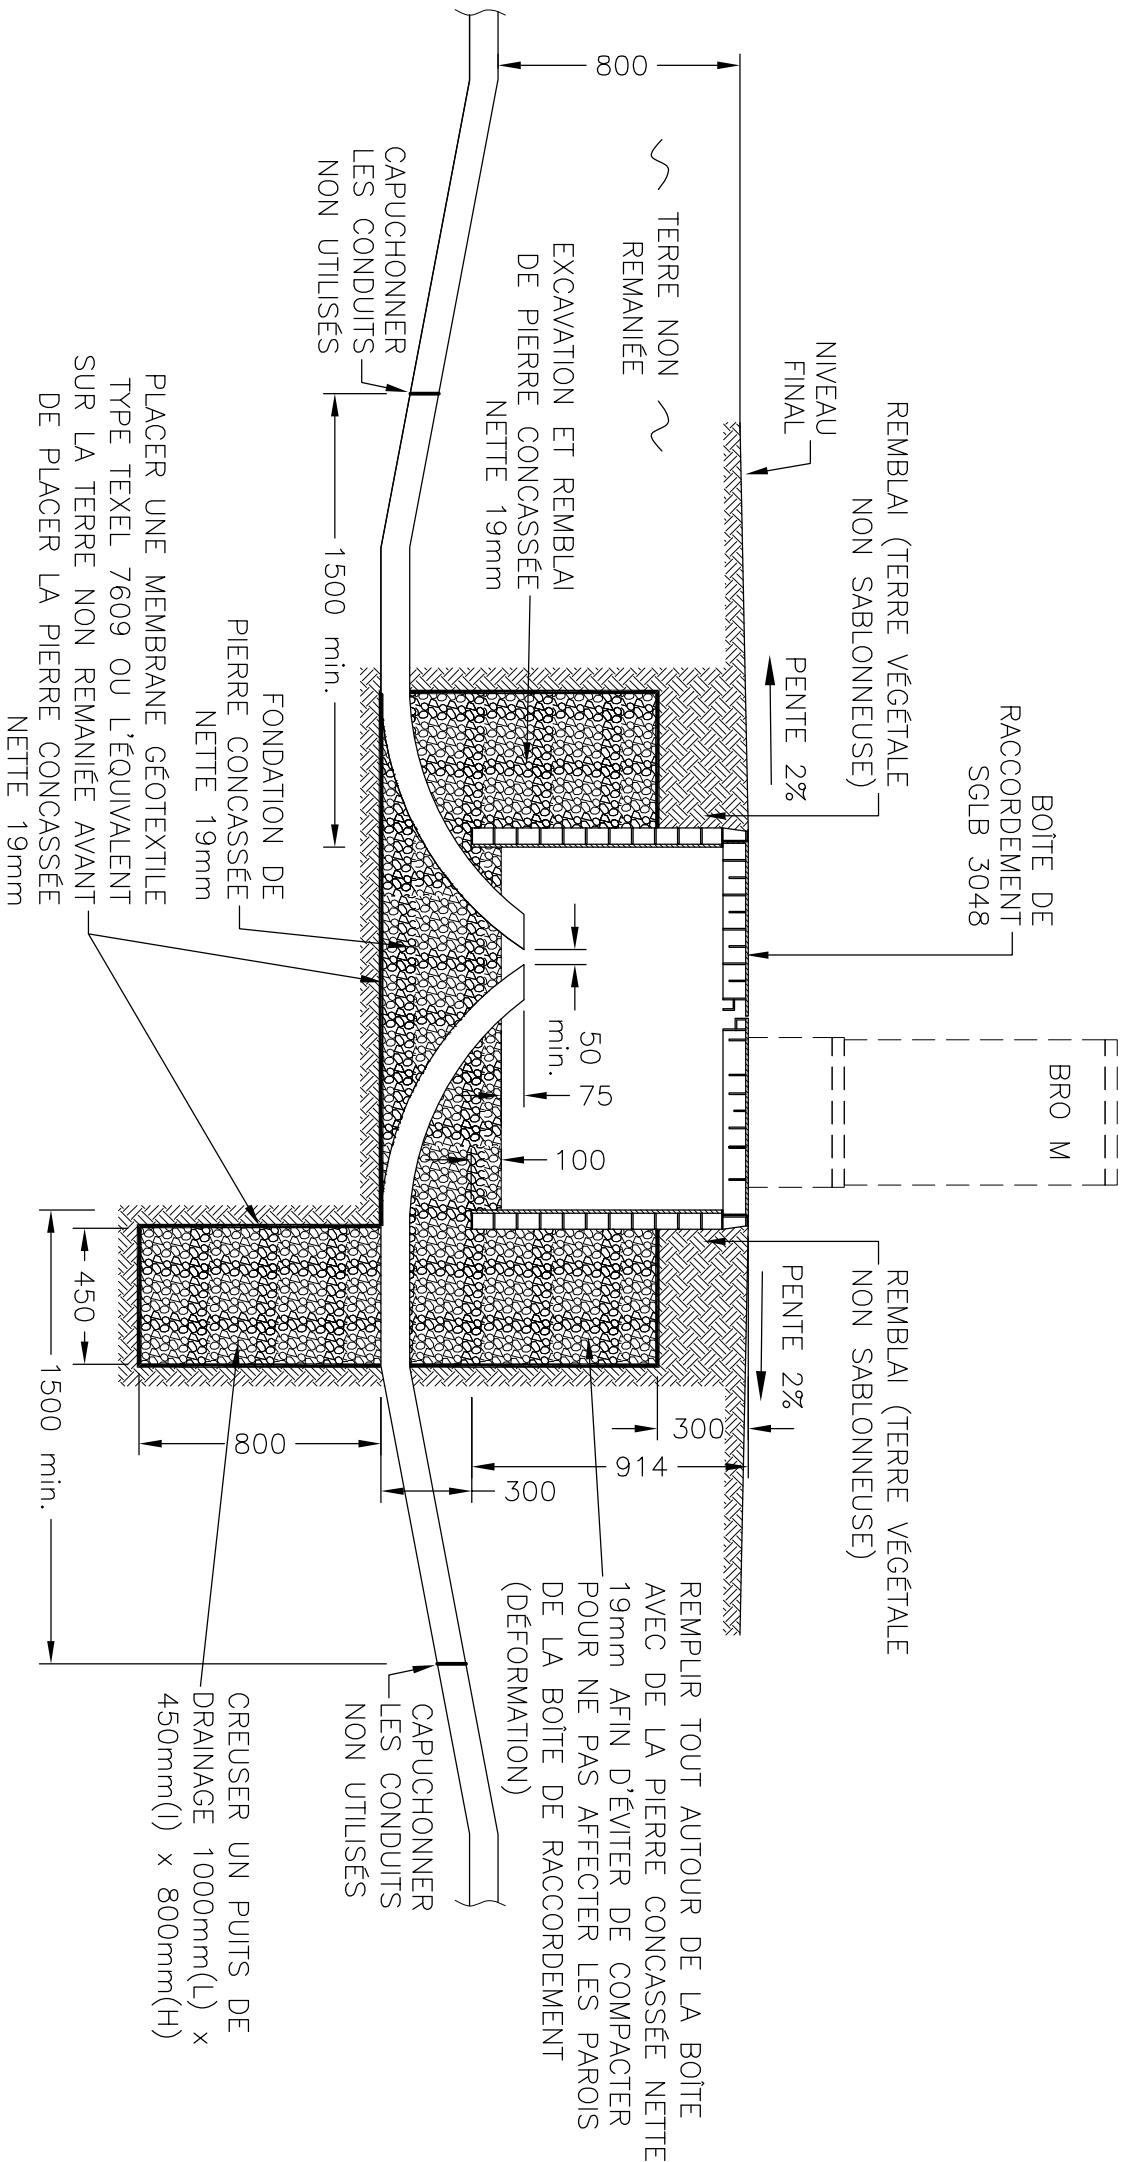 BOÎTE DE
RACCORDEMENT
SGLB 3048
BRO M
REMBLAI (TERRE VÉGÉTALE
NON SABLONNEUSE)
REMBLAI (TERRE VÉGÉTALE
NON SABLONNEUSE)
NIVEAU
FINAL
PENTE 2%
PENTE 2%
800
TERRE NON
REMANIÉE
EXCAVATION ET REMBLAI
DE PIERRE CONCASSÉE
NETTE 19mm
50
min.
75
100
300
914
300
800
REMPLIR TOUT AUTOUR DE LA BOÎTE
AVEC DE LA PIERRE CONCASSÉE NETTE
19mm AFIN D'ÉVITER DE COMPACTER
POUR NE PAS AFFECTER LES PAROIS
DE LA BOÎTE DE RACCORDEMENT
(DÉFORMATION)
CAPUCHONNER
LES CONDUITS
NON UTILISÉS
1500 min.
CAPUCHONNER
LES CONDUITS
NON UTILISÉS
FONDATION DE
PIERRE CONCASSÉE
NETTE 19mm
PLACER UNE MEMBRANE GÉOTEXTILE
TYPE TEXEL 7609 OU L'ÉQUIVALENT
SUR LA TERRE NON REMANIÉE AVANT
DE PLACER LA PIERRE CONCASSÉE
NETTE 19mm
450
1500 min.
CREUSER UN PUITS DE
DRAINAGE 1000mm(L) x
450mm(l) x 800mm(H)